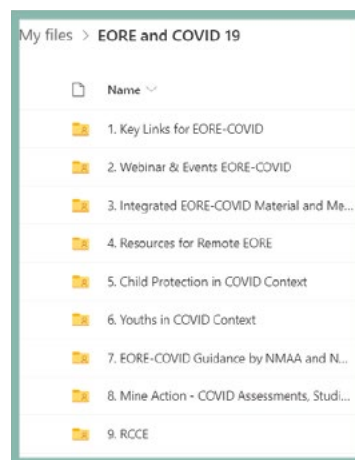 My files > EORE and COVID 19
Name
1. Key Links for EORE-COVID
2. Webinar & Events EORE-COVID
3. Integrated EORE-COVID Material and Me...
4. Resources for Remote EORE
5. Child Protection in COVID Context
6. Youths in COVID Context
7. EORE-COVID Guidance by NMAA and N...
8. Mine Action - COVID Assessments, Studi...
9. RCCE